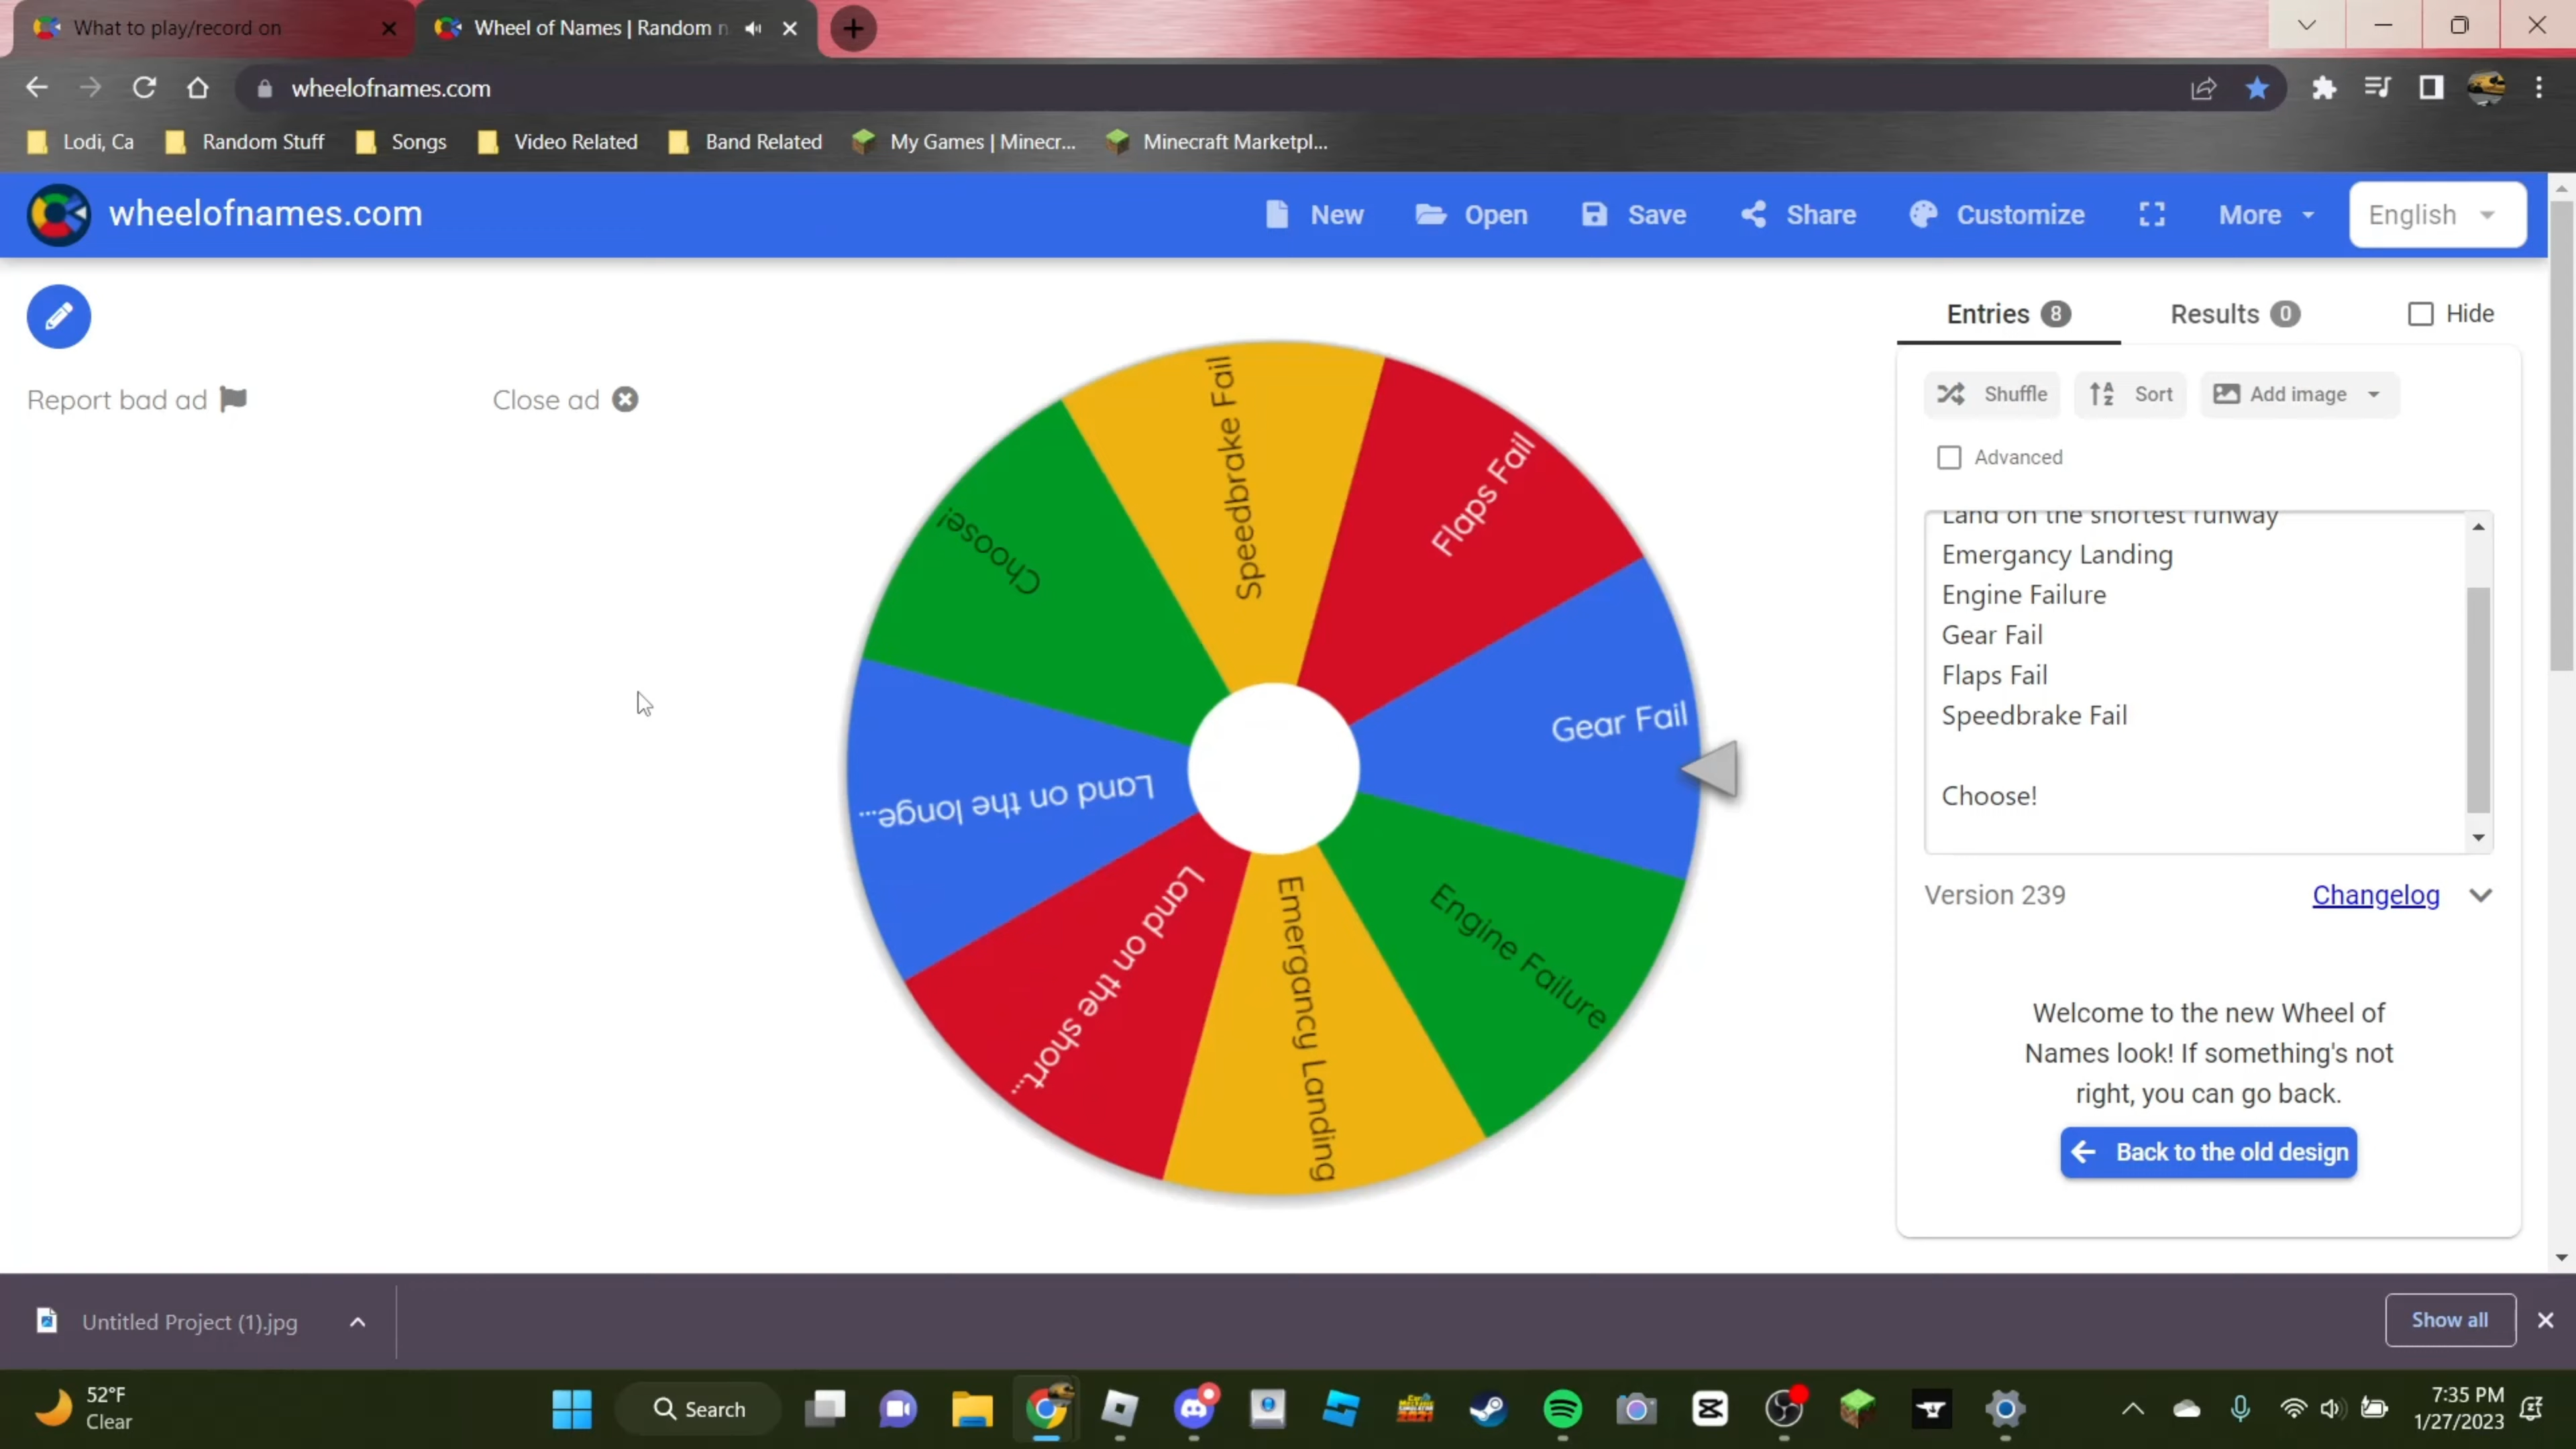 What to play/record on
Wheel of Names | Random n
wheelofnames.com
Lodi, Ca
Random Stuff
Songs
Video Related
Band Related
My Games | Minecr...
Minecraft Marketpl...
wheelofnames.com
New
Open
Save
Share
Customize
More
English
Report bad ad
Close ad
Speedbrake Fail
Flaps Fail
Gear Fail
Engine Failure
Emergancy Landing
Land on the short...
Land on the longe...
Choose!
Entries 8
Results 0
Hide
Shuffle
Sort
Add image
Advanced
Land on the shortest runway
Emergancy Landing
Engine Failure
Gear Fail
Flaps Fail
Speedbrake Fail
Choose!
Version 239
Changelog
Welcome to the new Wheel of
Names look! If something's not
right, you can go back.
Back to the old design
Untitled Project (1).jpg
Show all
52°F
Clear
Search
7:35 PM
1/27/2023